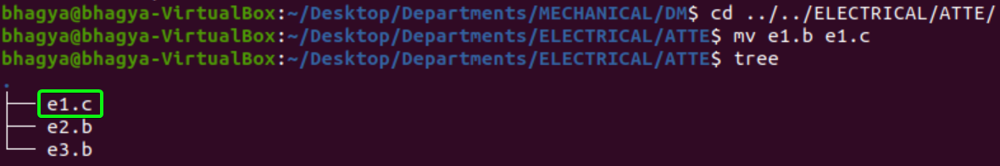 bhagya@bhagya-VirtualBox:~/Desktop/Departments/MECHANICAL/DM$ cd ../../ELECTRICAL/ATTE/
bhagya@bhagya-VirtualBox:~/Desktop/Departments/ELECTRICAL/ATTE$ mv e1.b e1.c
bhagya@bhagya-VirtualBox:~/Desktop/Departments/ELECTRICAL/ATTE$ tree
.
├── e1.c
├── e2.b
└── e3.b